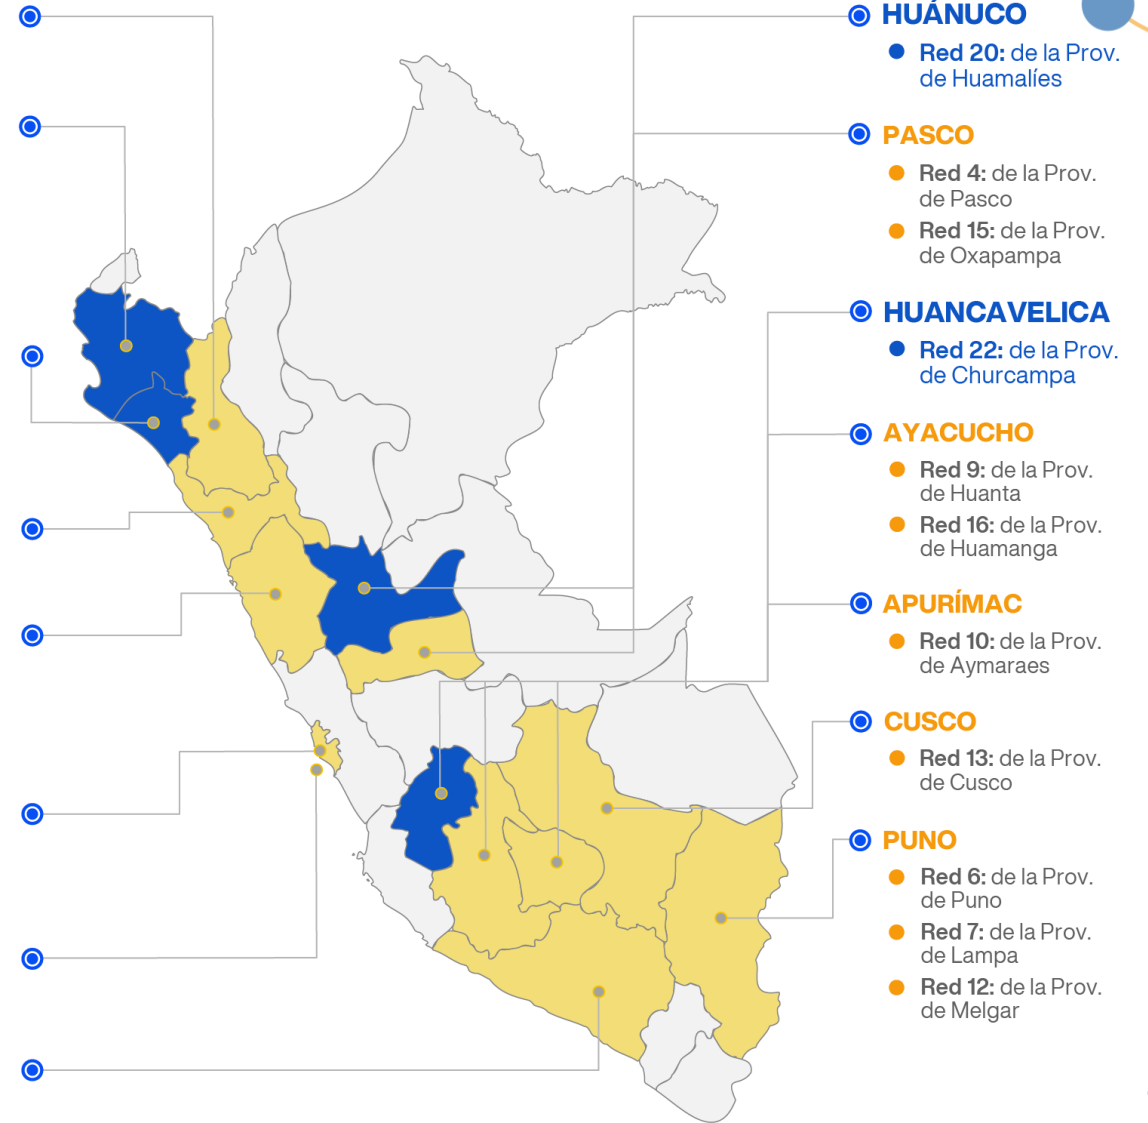 HUÁNUCO
Red 20: de la Prov.
de Huamalíes
PASCO
Red 4: de la Prov.
de Pasco
Red 15: de la Prov.
de Oxapampa
HUANCAVELICA
Red 22: de la Prov.
de Churcampa
AYACUCHO
Red 9: de la Prov.
de Huanta
Red 16: de la Prov.
de Huamanga
APURÍMAC
Red 10: de la Prov.
de Aymaraes
CUSCO
Red 13: de la Prov.
de Cusco
PUNO
Red 6: de la Prov.
de Puno
Red 7: de la Prov.
de Lampa
Red 12: de la Prov.
de Melgar